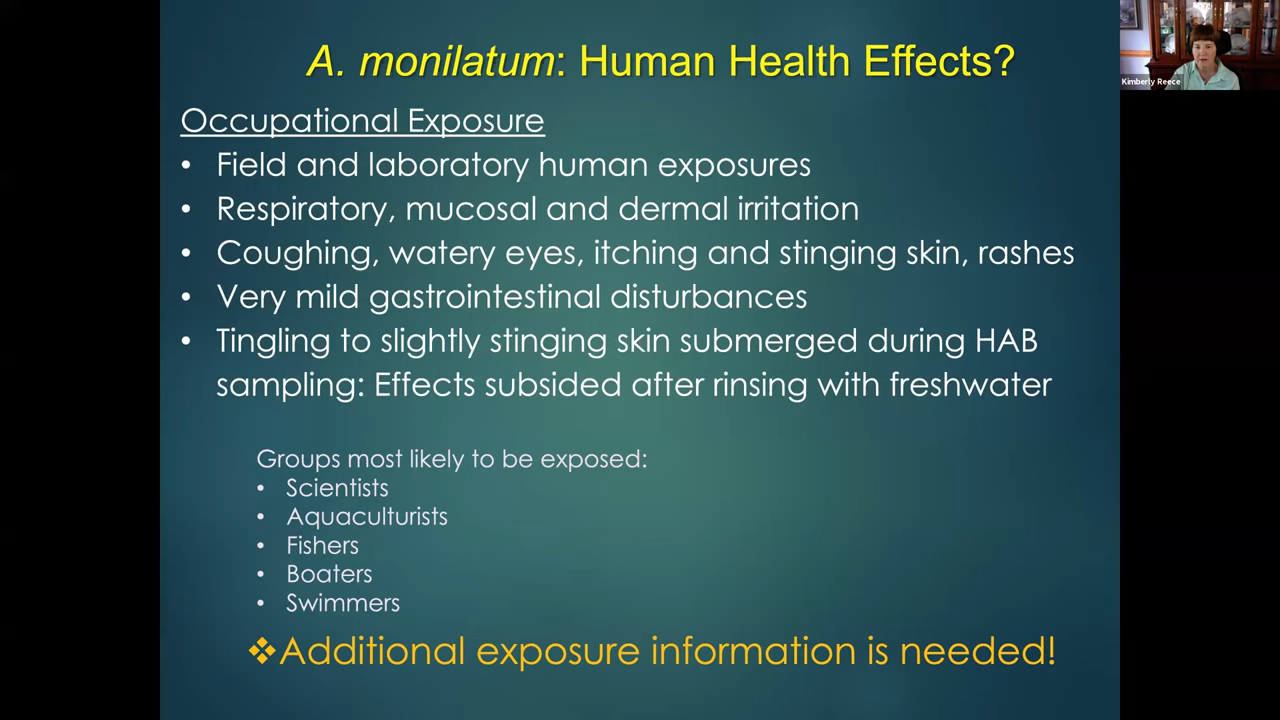 A. monilatum: Human Health Effects?
Kimberly Reece
Occupational Exposure
• Field and laboratory human exposures
• Respiratory, mucosal and dermal irritation
• Coughing, watery eyes, itching and stinging skin, rashes
• Very mild gastrointestinal disturbances
• Tingling to slightly stinging skin submerged during HAB
sampling: Effects subsided after rinsing with freshwater
Groups most likely to be exposed:
• Scientists
• Aquaculturists
• Fishers
• Boaters
• Swimmers
❖Additional exposure information is needed!